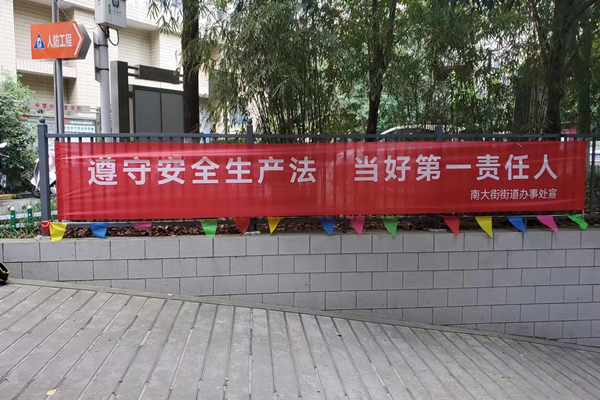 人防工程
遵守安全生产法 当好第一责任人
南大街街道办事处宣